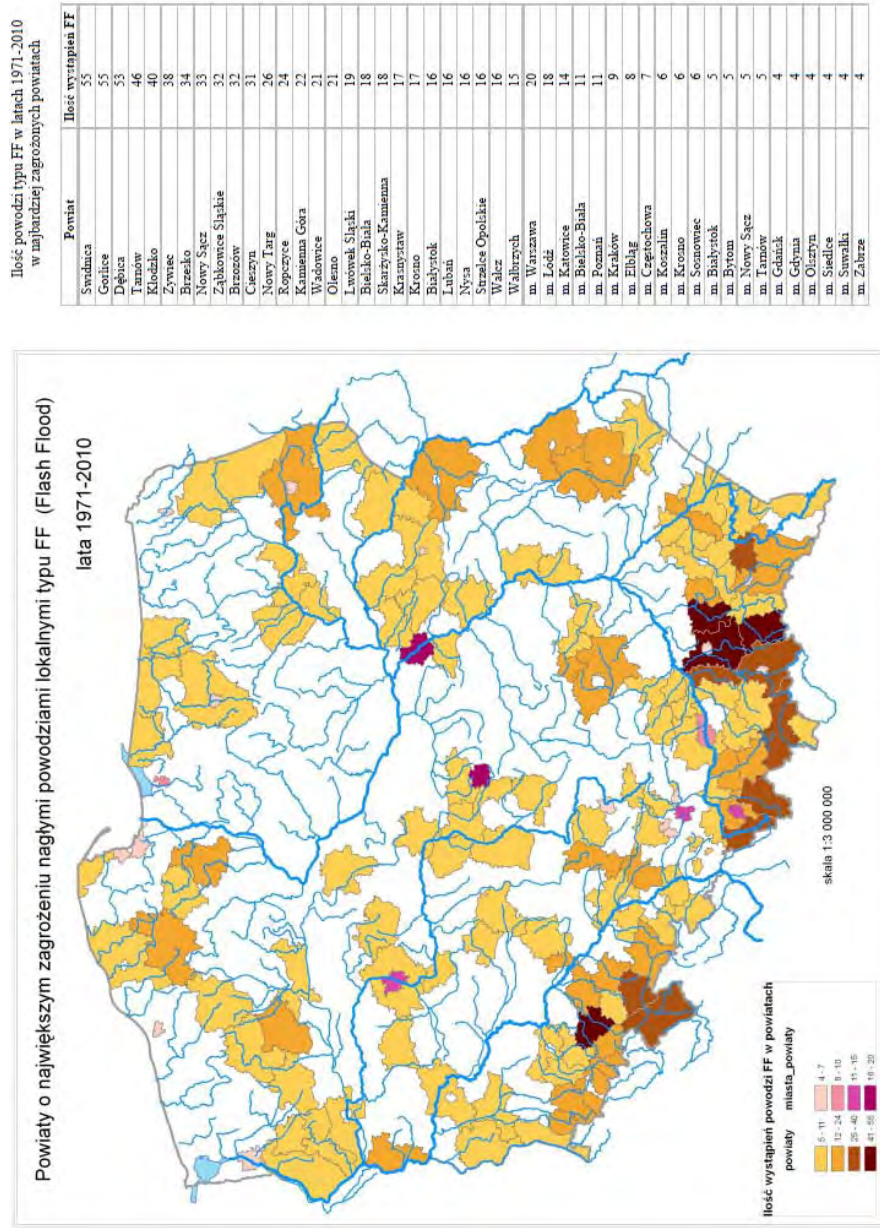 Powiaty o największym zagrożeniu nagłymi powodziami lokalnymi typu FF (Flash Flood)
lata 1971-2010
skala 1:3 000 000
Ilość wystąpień powodzi FF w powiatach
powiaty miasta_powiaty
5 - 11 4 - 7
12 - 24 8 - 10
25 - 40 11 - 15
41 - 55 16 - 20
Ilość powodzi typu FF w latach 1971-2010
w najbardziej zagrożonych powiatach
Powiat Ilość wystąpień FF
Świdnica 55
Gorlice 55
Dębica 53
Tarnów 46
Kłodzko 40
Żywiec 38
Brzesko 34
Nowy Sącz 33
Ząbkowice Śląskie 32
Brzozów 32
Cieszyn 31
Nowy Targ 26
Ropczyce 24
Kamienna Góra 22
Wadowice 21
Olesno 21
Lwówek Śląski 19
Bielsko-Biała 18
Skarżysko-Kamienna 18
Krasnystaw 17
Krosno 17
Białystok 16
Lubań 16
Nysa 16
Strzelce Opolskie 16
Wałcz 16
Wałbrzych 15
m. Warszawa 20
m. Łódź 18
m. Katowice 14
m. Bielsko-Biała 11
m. Poznań 11
m. Kraków 9
m. Elbląg 8
m. Częstochowa 7
m. Koszalin 6
m. Krosno 6
m. Sosnowiec 6
m. Białystok 5
m. Bytom 5
m. Nowy Sącz 5
m. Tarnów 5
m. Gdańsk 4
m. Gdynia 4
m. Olsztyn 4
m. Siedlce 4
m. Suwałki 4
m. Zabrze 4